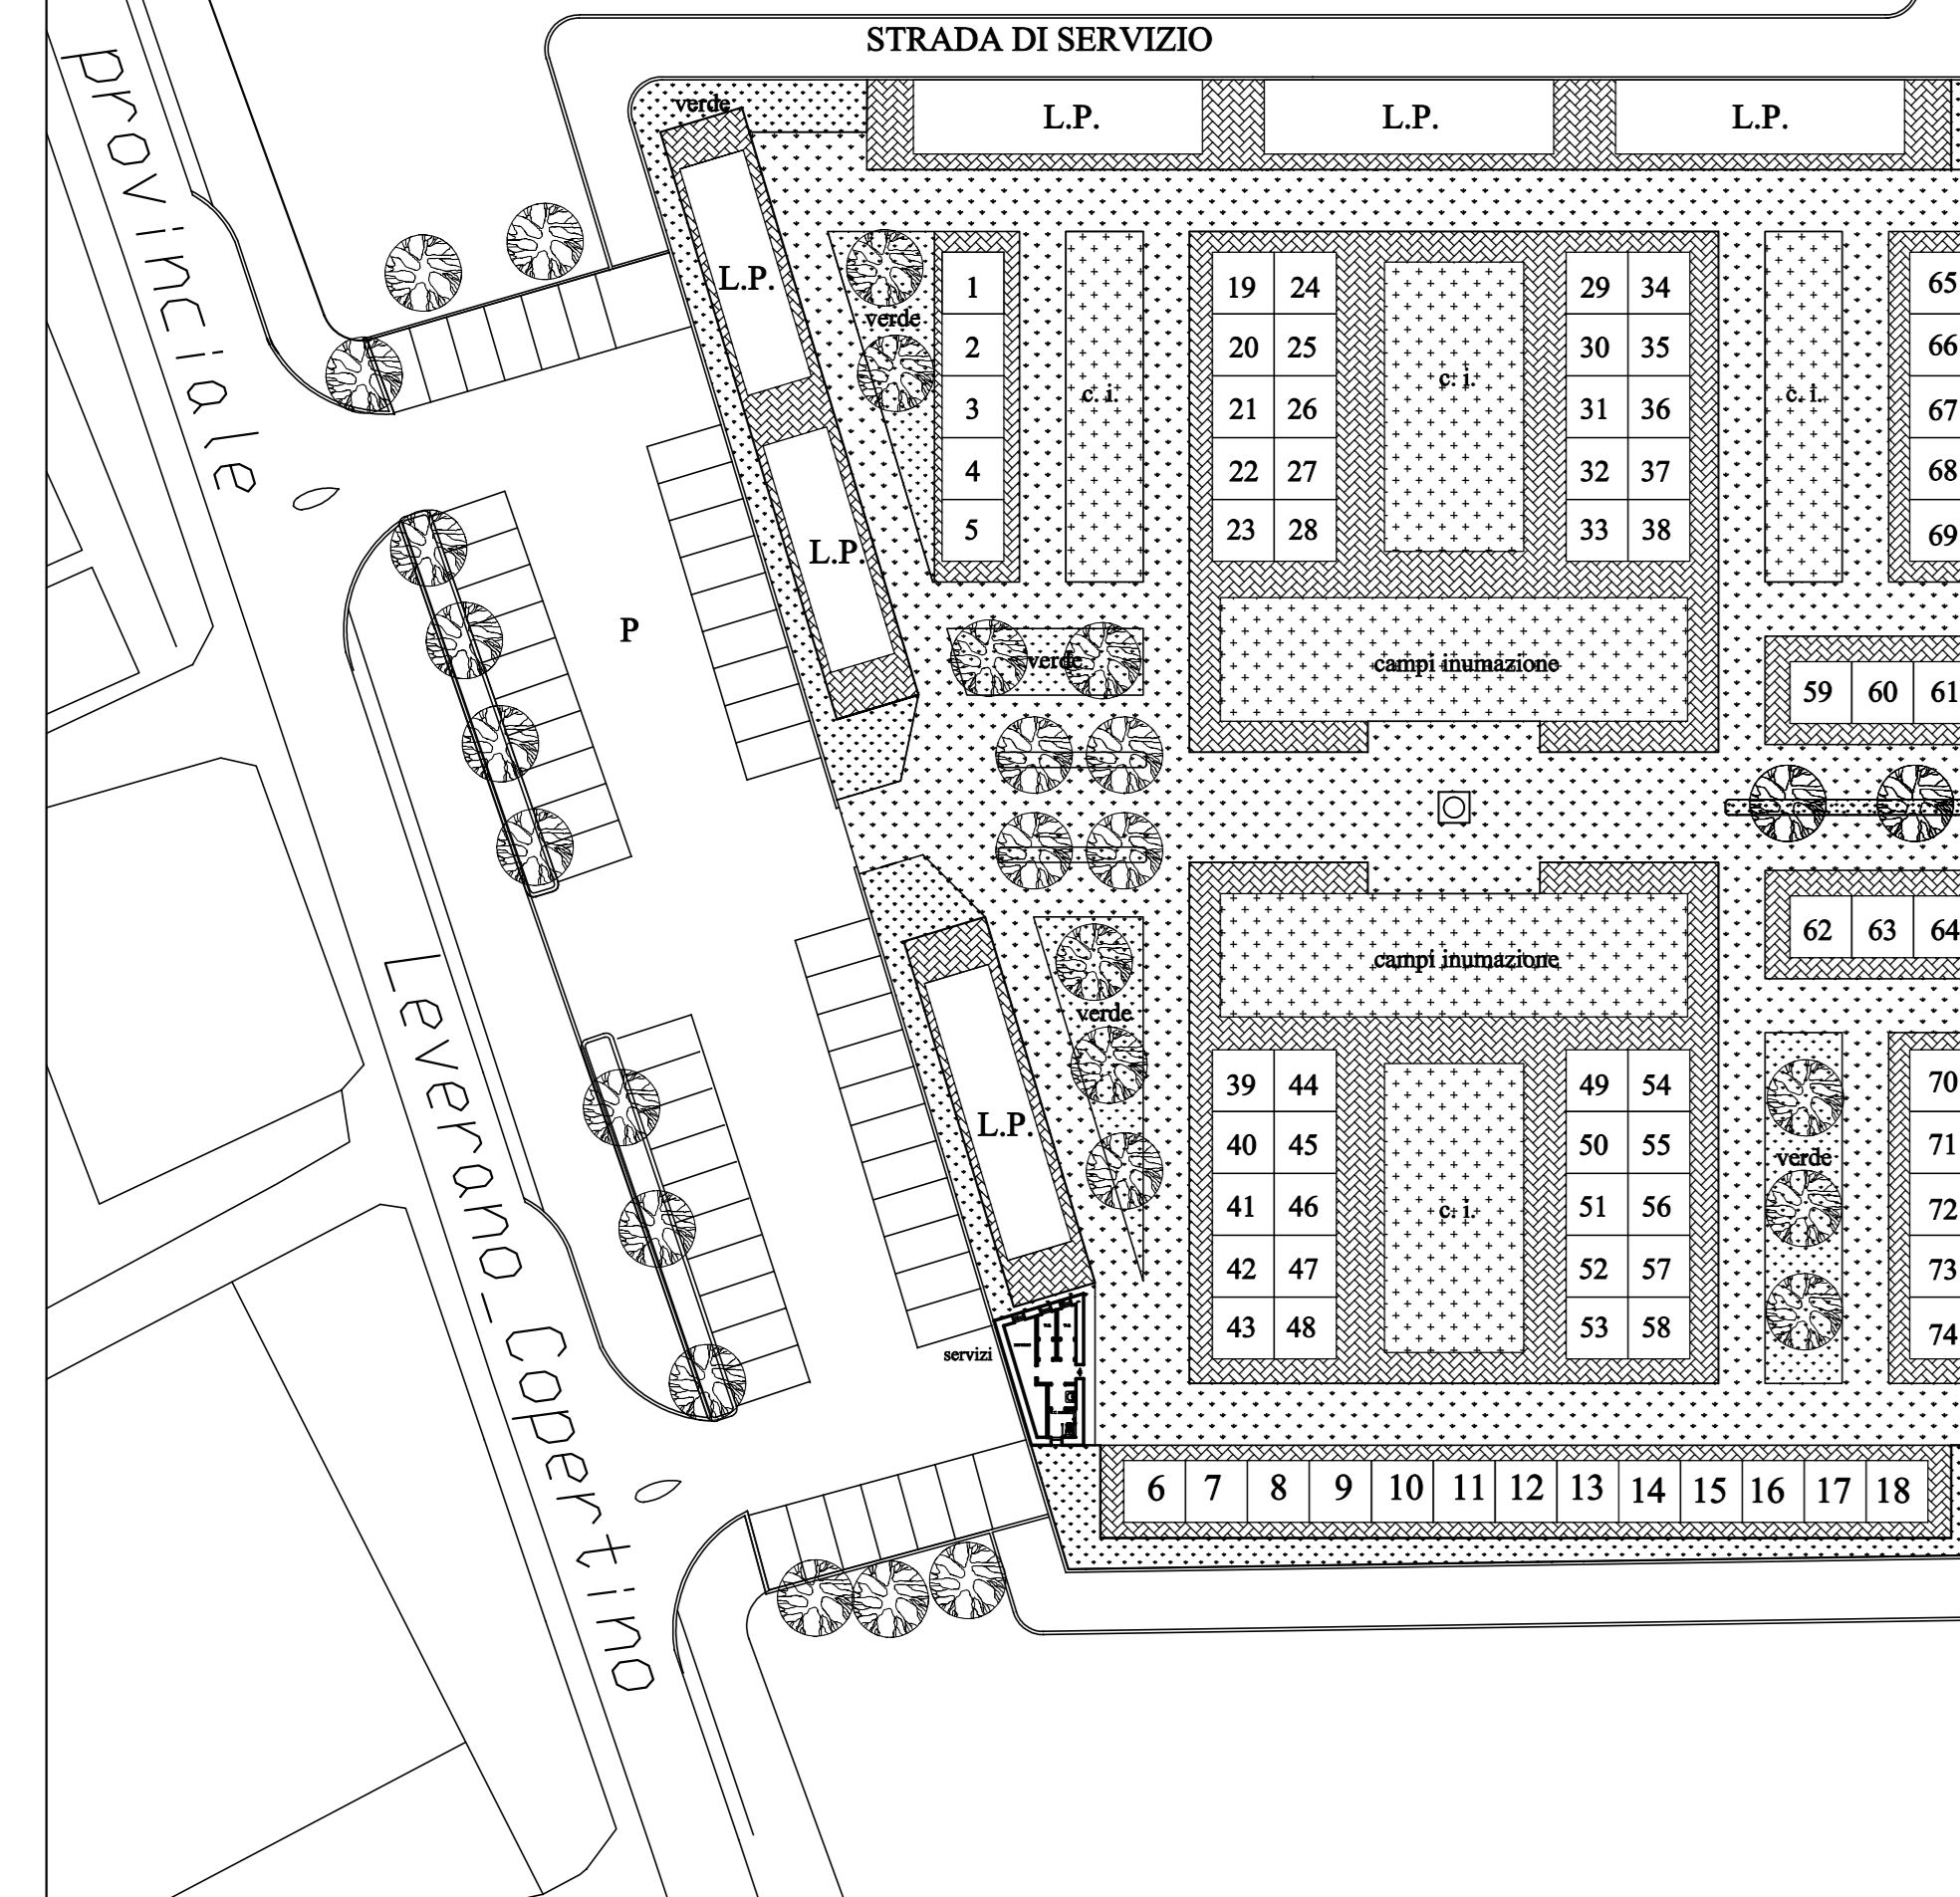 STRADA DI SERVIZIO
provinciale
Leverano-Copertino
verde
L.P.
L.P.
L.P.
L.P.
L.P.
L.P.
P
verde
verde
verde
verde
servizi
1
2
3
4
5
c. i.
19 24
20 25
21 26
22 27
23 28
c. i.
29 34
30 35
31 36
32 37
33 38
c. i.
65
66
67
68
69
campi inumazione
59 60 61
campi inumazione
62 63 64
39 44
40 45
41 46
42 47
43 48
c. i.
49 54
50 55
51 56
52 57
53 58
70
71
72
73
74
6 7 8 9 10 11 12 13 14 15 16 17 18